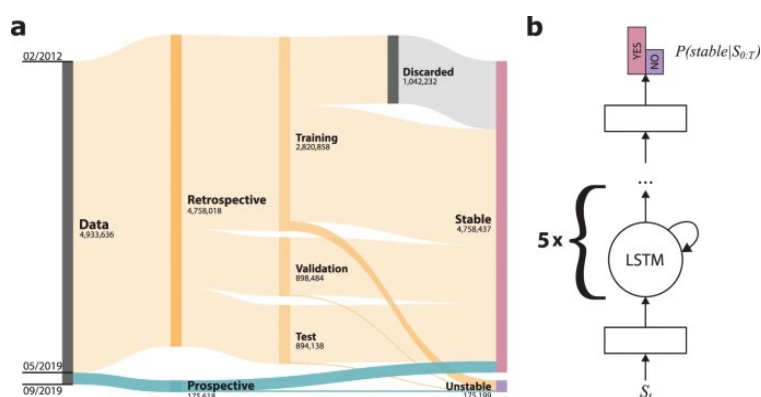 a
02/2012
Data
4,933,636
05/2019
09/2019
Retrospective
4,758,018
Prospective
175,618
Training
2,820,858
Validation
898,484
Test
894,138
Discarded
1,042,232
Stable
4,758,437
Unstable
175,199
b
YES
NO
P(stable|S0:T)
...
5 x
LSTM